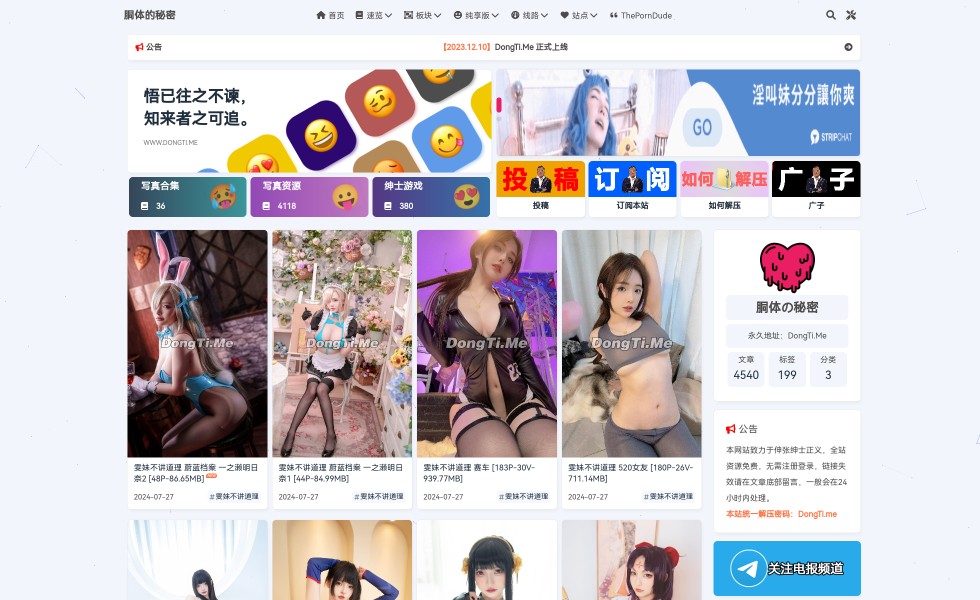 胴体的秘密
首页 速览 板块 纯享版 线路 站点 ThePornDude
公告
【2023.12.10】DongTi.Me 正式上线
悟已往之不谏，
知来者之可追。
WWW.DONGTI.ME
淫叫妹分分讓你爽
GO
STRIPCHAT
写真合集
36
写真资源
4118
绅士游戏
380
投稿
订阅
如何解压
广子
投稿
订阅本站
如何解压
广子
DongTi.Me
DongTi.Me
DongTi.Me
DongTi.Me
雯妹不讲道理 蔚蓝档案 一之濑明日
奈2 [48P-86.65MB]
2024-07-27 #雯妹不讲道理
雯妹不讲道理 蔚蓝档案 一之濑明日
奈1 [44P-84.99MB]
2024-07-27 #雯妹不讲道理
雯妹不讲道理 赛车 [183P-30V-
939.77MB]
2024-07-27 #雯妹不讲道理
雯妹不讲道理 520女友 [180P-26V-
711.14MB]
2024-07-27 #雯妹不讲道理
胴体の秘密
永久地址：DongTi.Me
文章 标签 分类
4540 199 3
公告
本网站致力于伸张绅士正义，全站
资源免费，无需注册登录，链接失
效请在文章底部留言，一般会在24
小时内处理。
本站统一解压密码：DongTi.me
关注电报频道